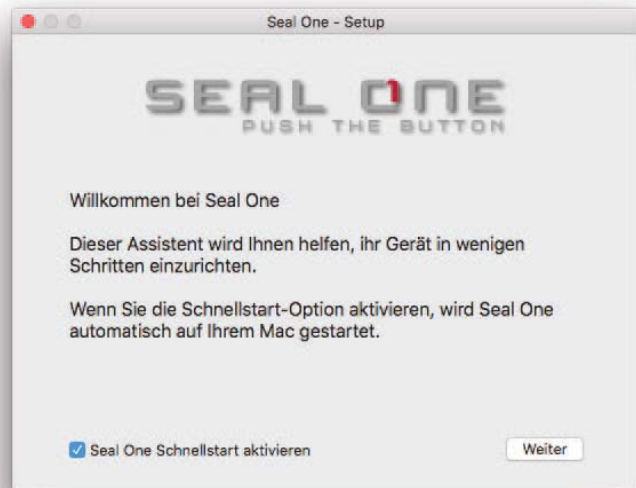 Seal One - Setup
SEAL ONE
PUSH THE BUTTON
Willkommen bei Seal One
Dieser Assistent wird Ihnen helfen, ihr Gerät in wenigen
Schritten einzurichten.
Wenn Sie die Schnellstart-Option aktivieren, wird Seal One
automatisch auf Ihrem Mac gestartet.
Seal One Schnellstart aktivieren
Weiter